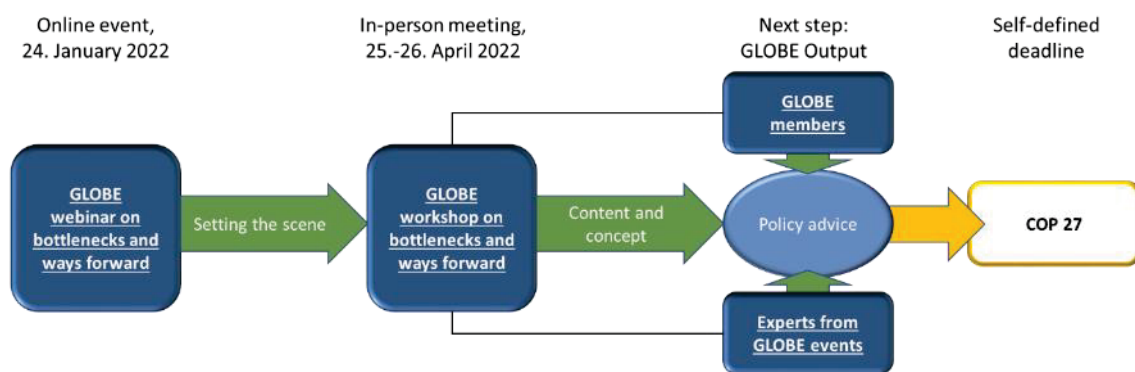 Online event,
24. January 2022
In-person meeting,
25.-26. April 2022
Next step:
GLOBE Output
Self-defined
deadline
GLOBE
webinar on
bottlenecks and
ways forward
Setting the scene
GLOBE
workshop on
bottlenecks and
ways forward
Content and
concept
GLOBE
members
Policy advice
Experts from
GLOBE events
COP 27